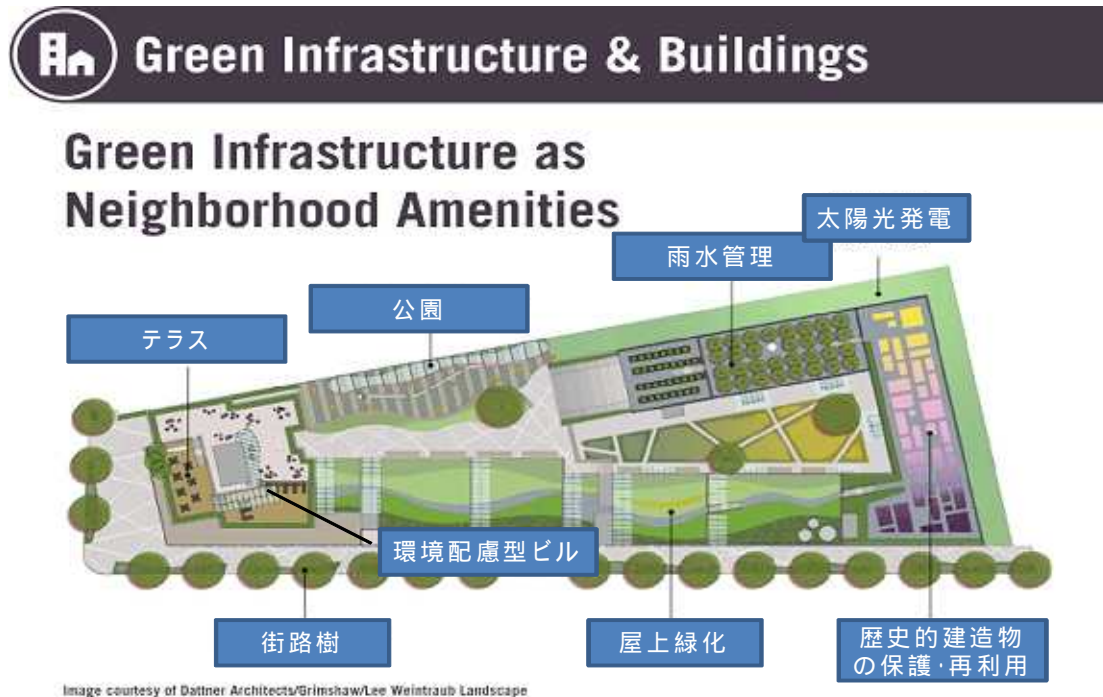 Green Infrastructure & Buildings
Green Infrastructure as
Neighborhood Amenities
太陽光発電
雨水管理
公園
テラス
環境配慮型ビル
街路樹
屋上緑化
歴史的建造物
の保護･再利用
Image courtesy of Dattner Architects/Grimshaw/Lee Weintraub Landscape